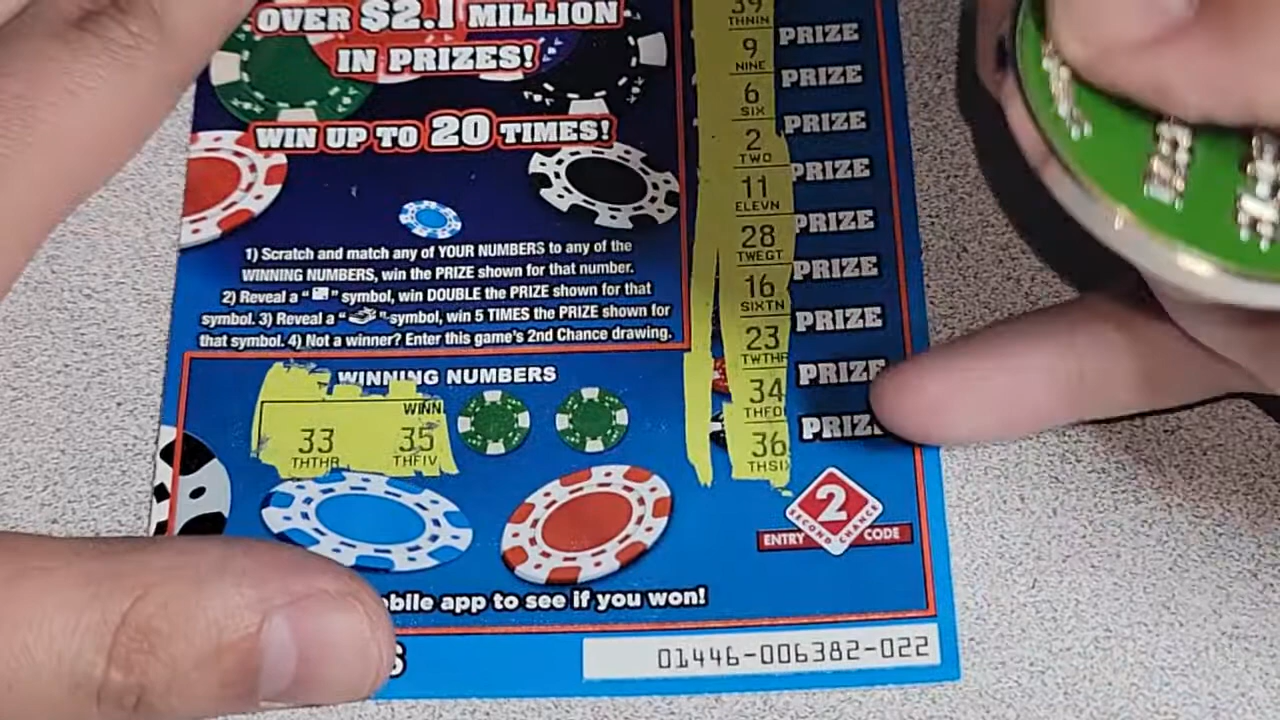 OVER $2.1 MILLION
IN PRIZES!
WIN UP TO 20 TIMES!
1) Scratch and match any of YOUR NUMBERS to any of the
WINNING NUMBERS, win the PRIZE shown for that number.
2) Reveal a " " symbol, win DOUBLE the PRIZE shown for that
symbol. 3) Reveal a " " symbol, win 5 TIMES the PRIZE shown for
that symbol. 4) Not a winner? Enter this game's 2nd Chance drawing.
39
THNIN
PRIZE
9
NINE
PRIZE
6
SIX
PRIZE
2
TWO
PRIZE
11
ELEVN
PRIZE
28
TWEGT
PRIZE
16
SIXTN
PRIZE
23
TWTHR
PRIZE
34
THFO
PRIZE
36
THSI
WINNING NUMBERS
WINN
33
THTHR
35
THFIV
2
SECOND CHANCE
ENTRY CODE
bile app to see if you won!
S
01446-006382-022